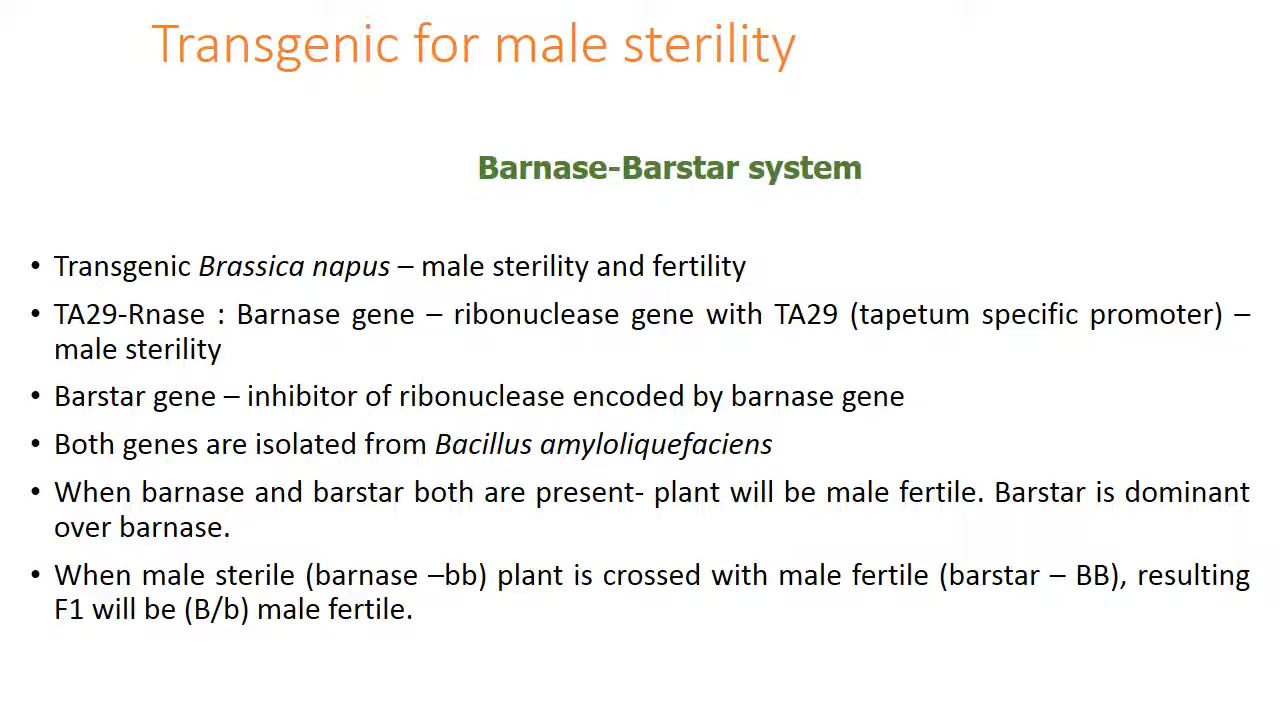 Transgenic for male sterility
Barnase-Barstar system
• Transgenic Brassica napus – male sterility and fertility
• TA29-Rnase : Barnase gene – ribonuclease gene with TA29 (tapetum specific promoter) –
male sterility
• Barstar gene – inhibitor of ribonuclease encoded by barnase gene
• Both genes are isolated from Bacillus amyloliquefaciens
• When barnase and barstar both are present- plant will be male fertile. Barstar is dominant
over barnase.
• When male sterile (barnase –bb) plant is crossed with male fertile (barstar – BB), resulting
F1 will be (B/b) male fertile.